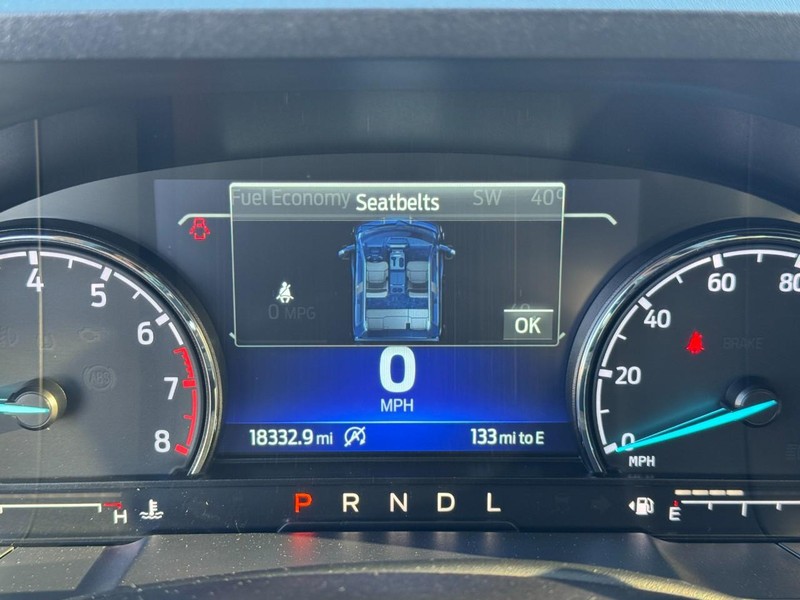 Fuel Economy Seatbelts SW 40°
0 MPG
OK
0
MPH
18332.9 mi 133 mi to E
4 5 6 7 8
0 20 40 60 80
MPH
BRAKE
ABS
H P R N D L E